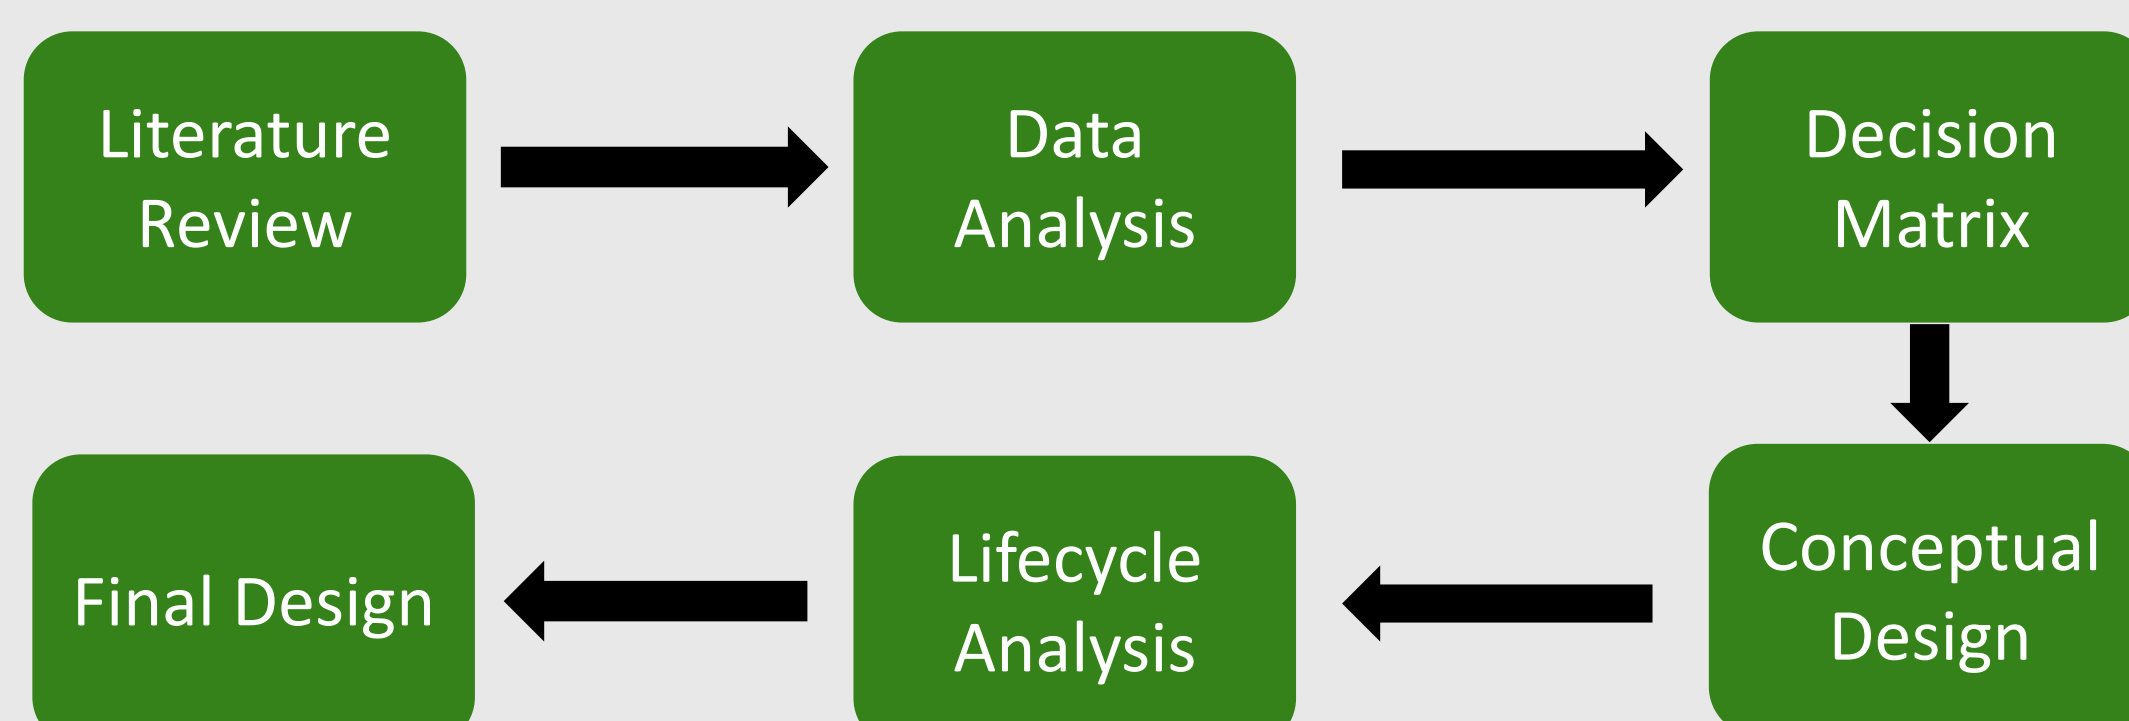 Literature
Review
Data
Analysis
Decision
Matrix
Conceptual
Design
Lifecycle
Analysis
Final Design